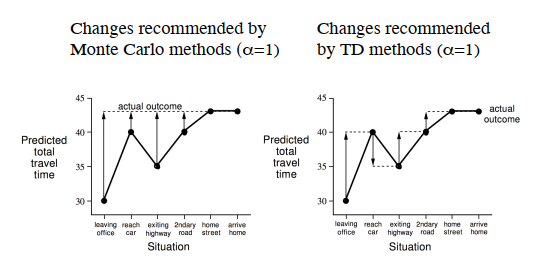 Changes recommended by
Monte Carlo methods (α=1)
45
40
35
30
actual outcome
Predicted
total
travel
time
leaving
office
reach
car
exiting
highway
2ndary
road
home
street
arrive
home
Situation
Changes recommended
by TD methods (α=1)
45
40
35
30
actual
outcome
Predicted
total
travel
time
leaving
office
reach
car
exiting
highway
2ndary
road
home
street
arrive
home
Situation